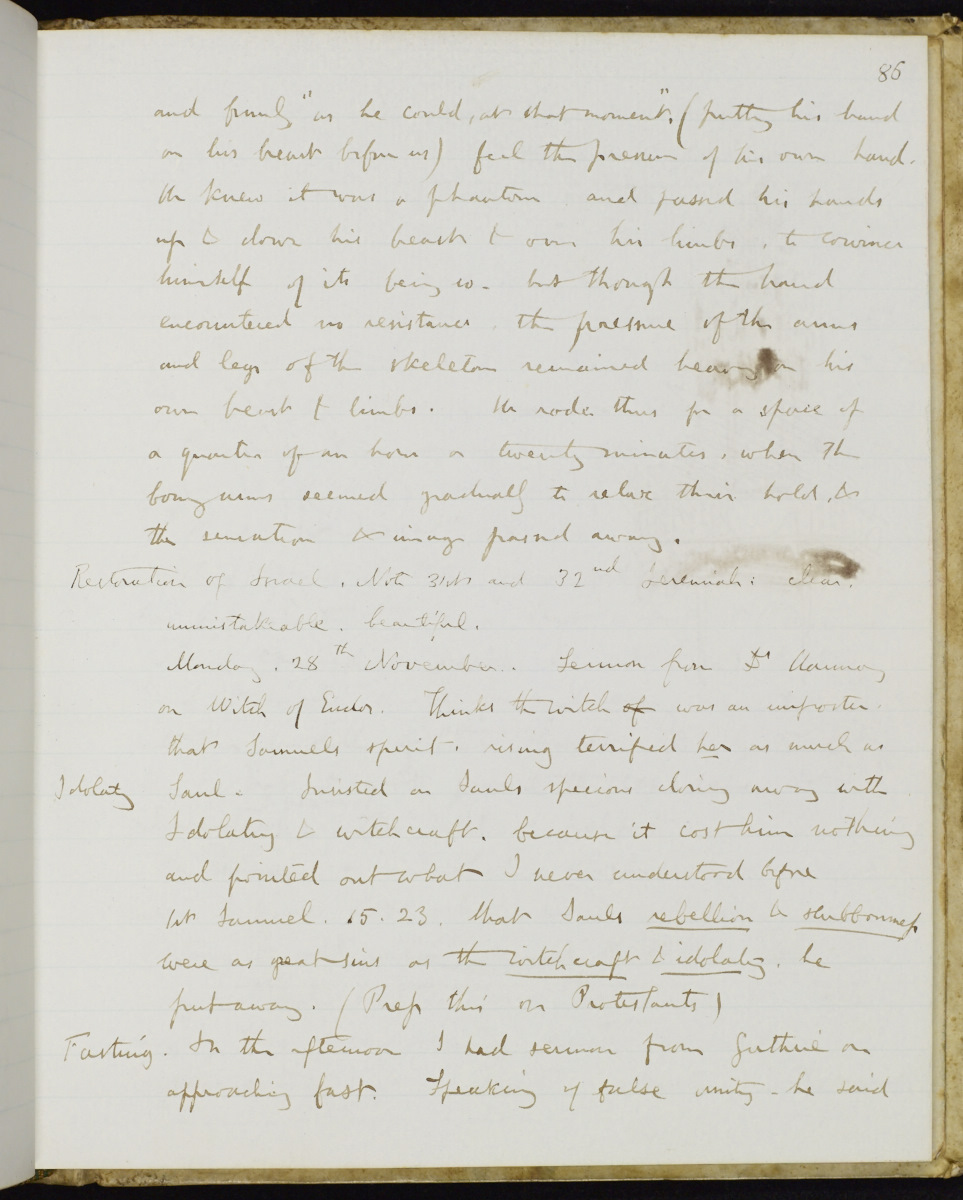 86
and firmly "as he could, at that moment", (putting his hand
on his breast before us) feel the pressure of his own hand.
He knew it was a phantom and passed his hands
up & down his breast & over his limbs, to convince
himself of its being so - but though the hand
encountered no resistance, the pressure of the arms
and legs of the skeleton remained heavy on his
own breast & limbs. He rode thus for a space of
a quarter of an hour or twenty minutes, when the
bony arms seemed gradually to relax their hold, &
the sensation & image passed away.
Restoration of Israel. Note 31st and 32nd Jeremiah: clear.
unmistakeable. beautiful.
Monday. 28th November. Sermon from Dr Hannay
on Witch of Endor. Thinks the witch of was an impostor.
that Samuels spirit, rising terrified her as much as
Idolatry Saul - Insisted on Sauls specious doing away with
Idolatry & witchcraft, because it cost him nothing
and pointed out what I never understood before
1st Samuel. 15. 23. that Sauls rebellion & stubbornness
were as great sins as the witchcraft & idolatry, he
put away. (Press this on Protestants)
Fasting. In the afternoon I had sermon from Guthrie on
approaching fast. Speaking of false unity - he said